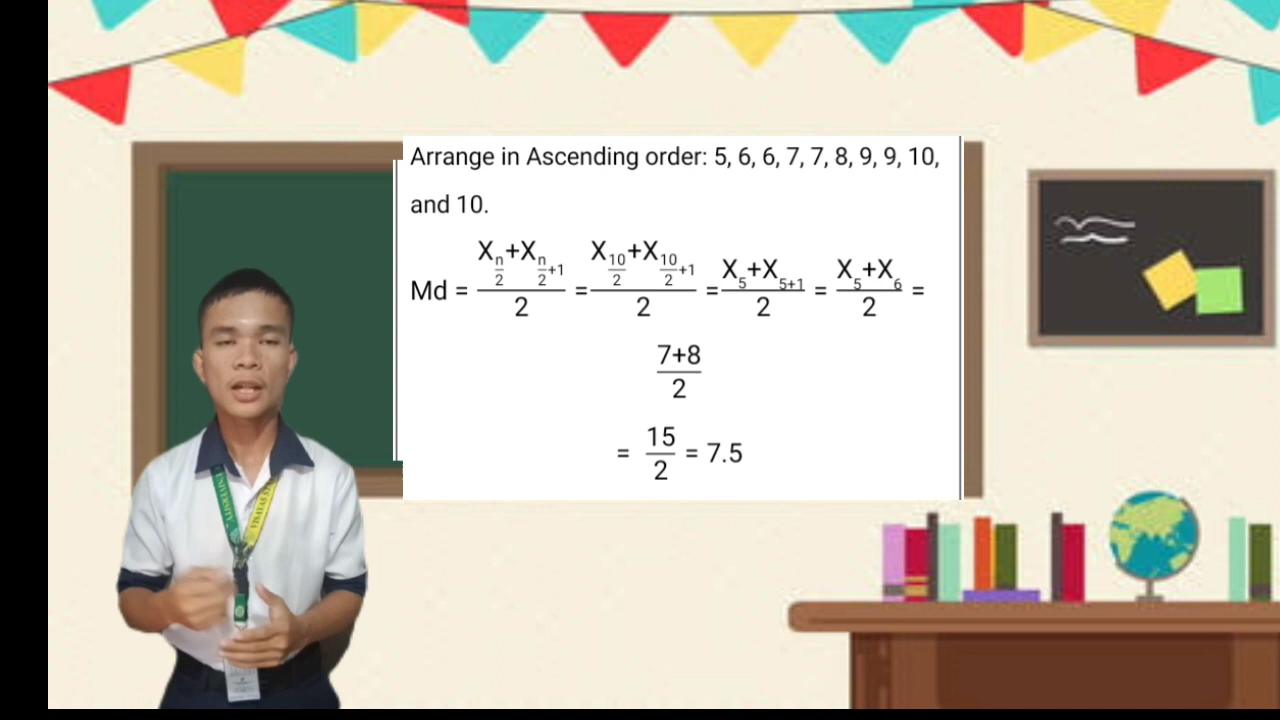 Arrange in Ascending order: 5, 6, 6, 7, 7, 8, 9, 9, 10,
and 10.
Md = (X_{n/2}+X_{n/2+1})/2 = (X_{10/2}+X_{10/2+1})/2 = (X_5+X_{5+1})/2 = (X_5+X_6)/2 =
(7+8)/2
= 15/2 = 7.5
VISAYAS